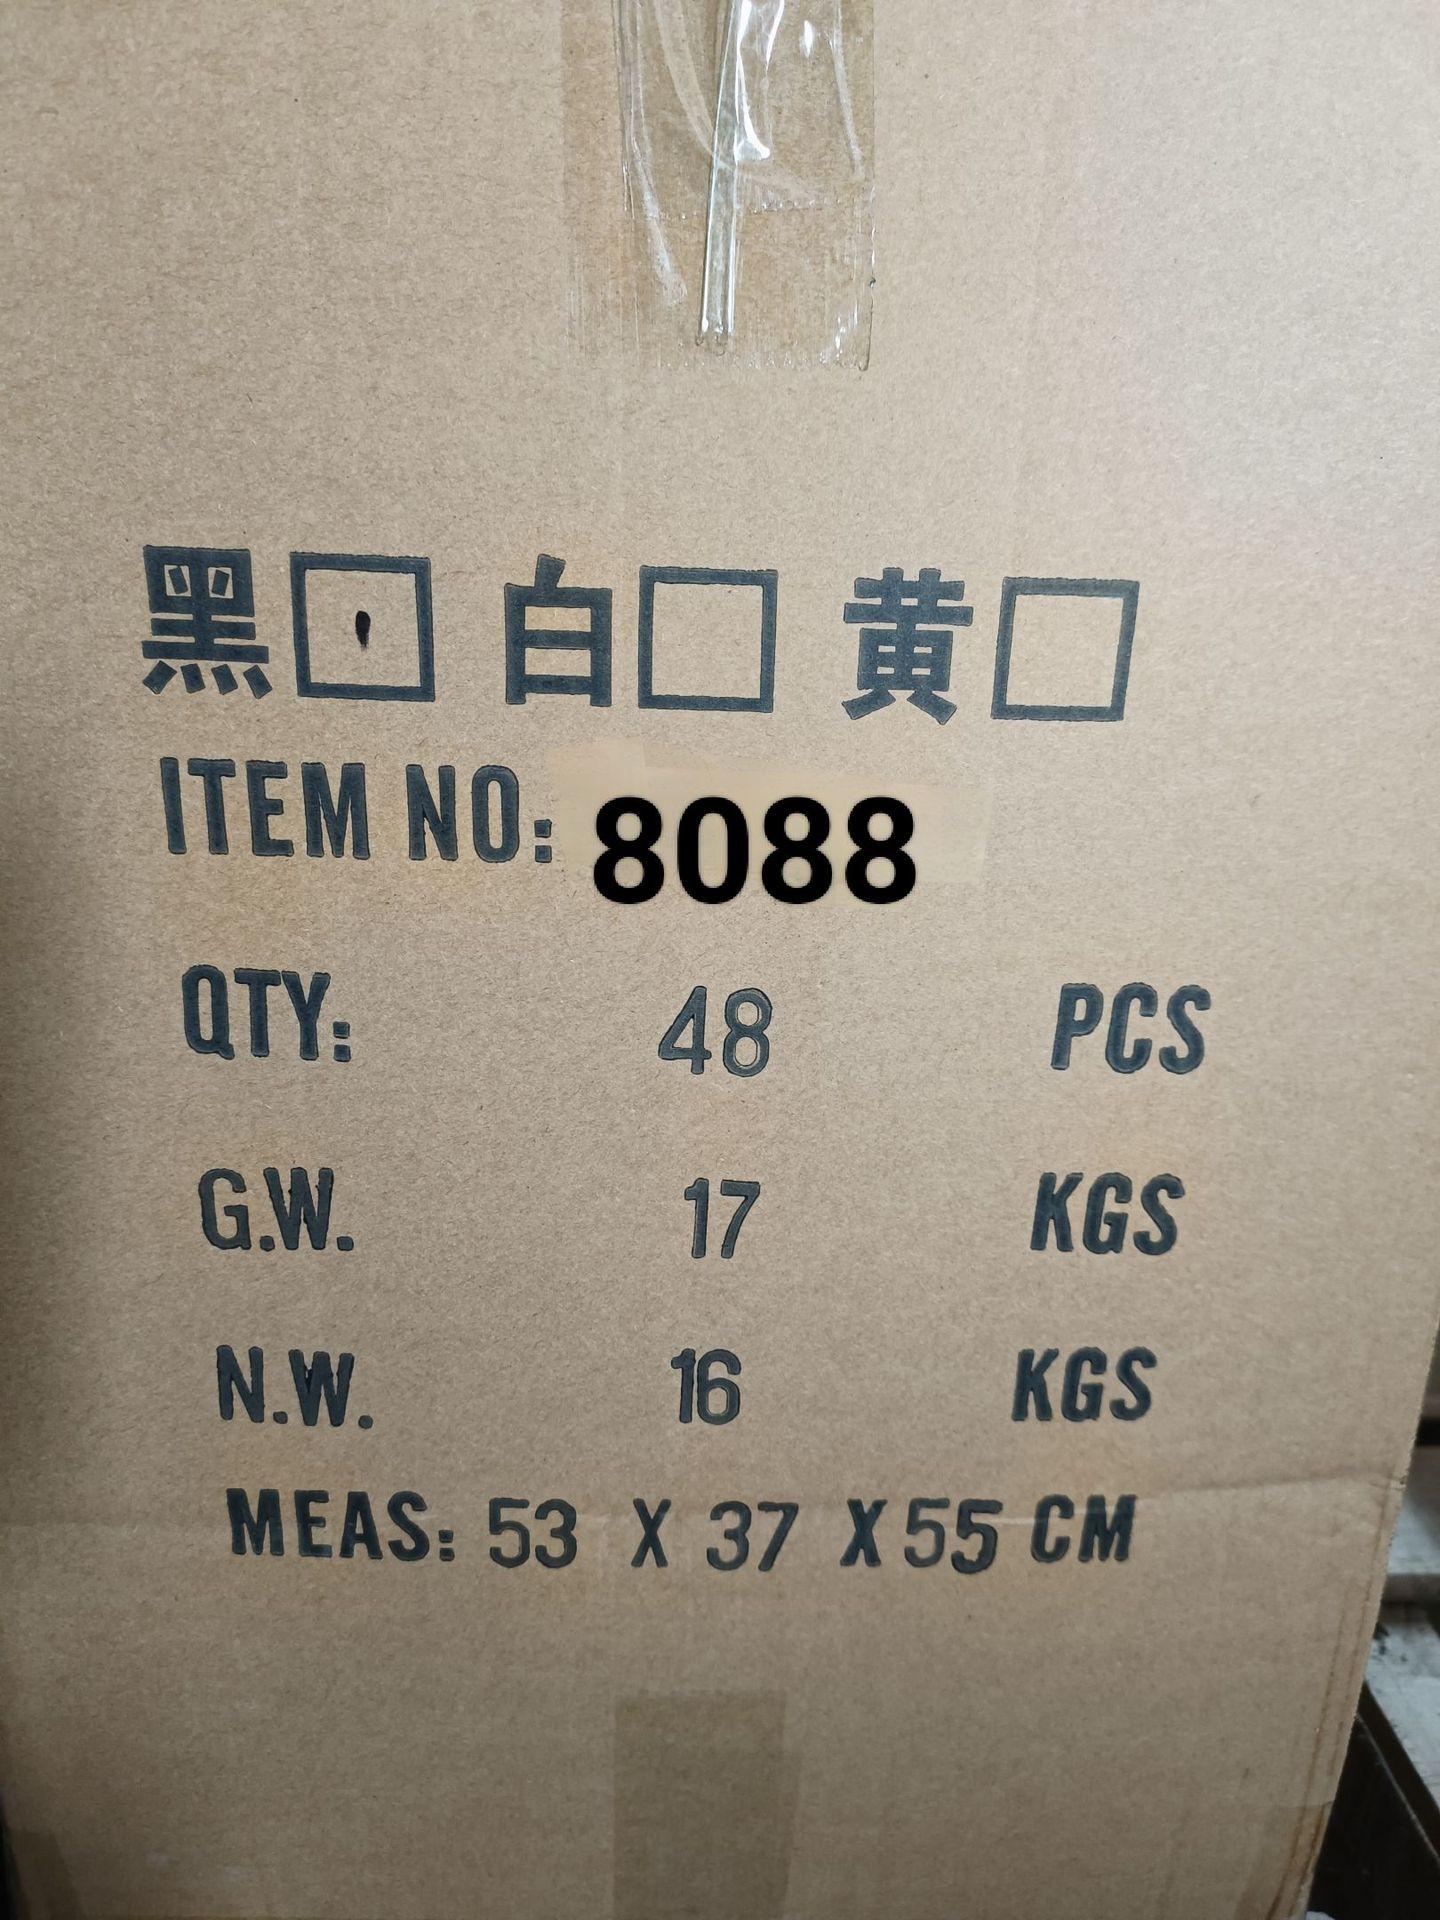 黑 白 黄
ITEM NO: 8088
QTY: 48 PCS
G.W. 17 KGS
N.W. 16 KGS
MEAS: 53 X 37 X 55 CM